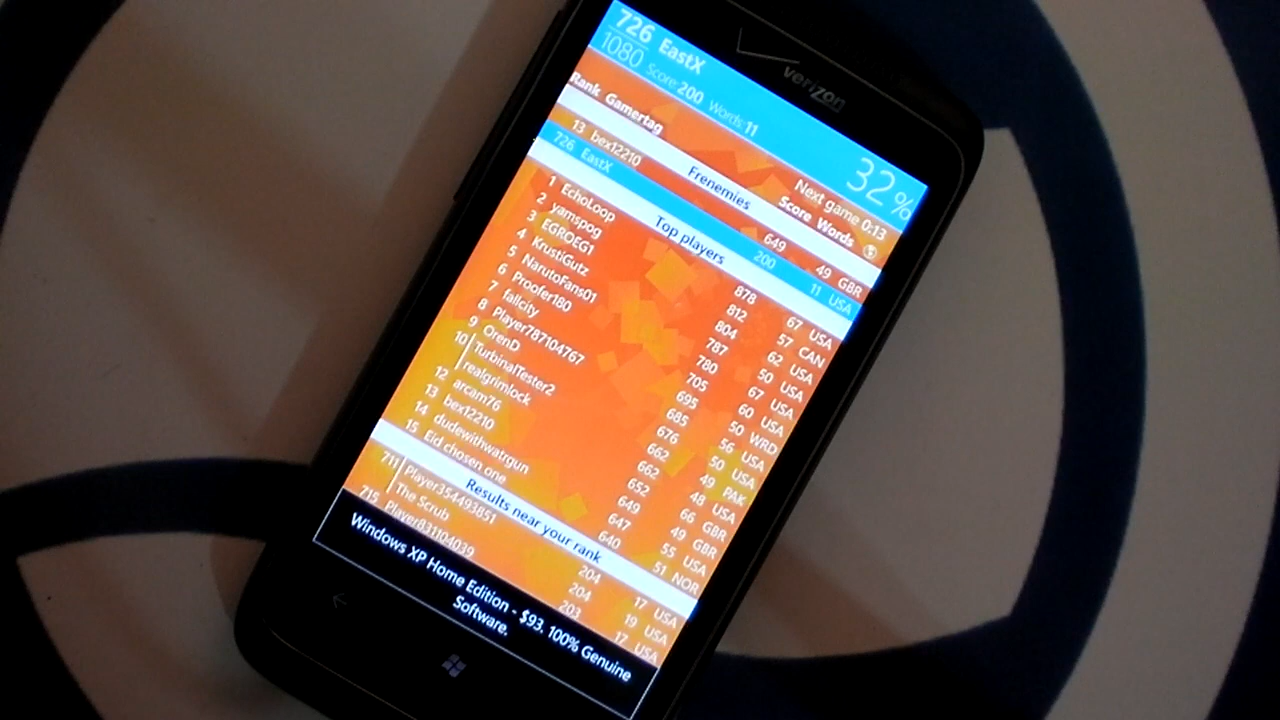 verizon
726 EastX
1080 Score:200 Words:11
32%
Next game 0:13
Rank Gamertag Score Words
Frenemies
13 bex12210 649 49 GBR
726 EastX 200 11 USA
Top players
1 EchoLoop 878 67 USA
2 yamspog 812 57 CAN
3 EGROEG1 804 62 USA
4 KrustiGutz 787 50 USA
5 NarutoFans01 780 67 USA
6 Proofer180 705 60 USA
7 fallcity 695 50 WRD
8 Player787104767 685 56 USA
9 OrenD 676 50 USA
10 TurbinalTester2 662 49 PAK
realgrimlock 662 48 USA
12 arcam76 652 66 GBR
13 bex12210 649 49 GBR
14 dudewithwatrgun 647 55 USA
15 Eid chosen one 640 51 NOR
Results near your rank
711 Player354493851 204 17 USA
The Scrub 204 19 USA
715 Player831104039 203 17 USA
Windows XP Home Edition - $93. 100% Genuine
Software.